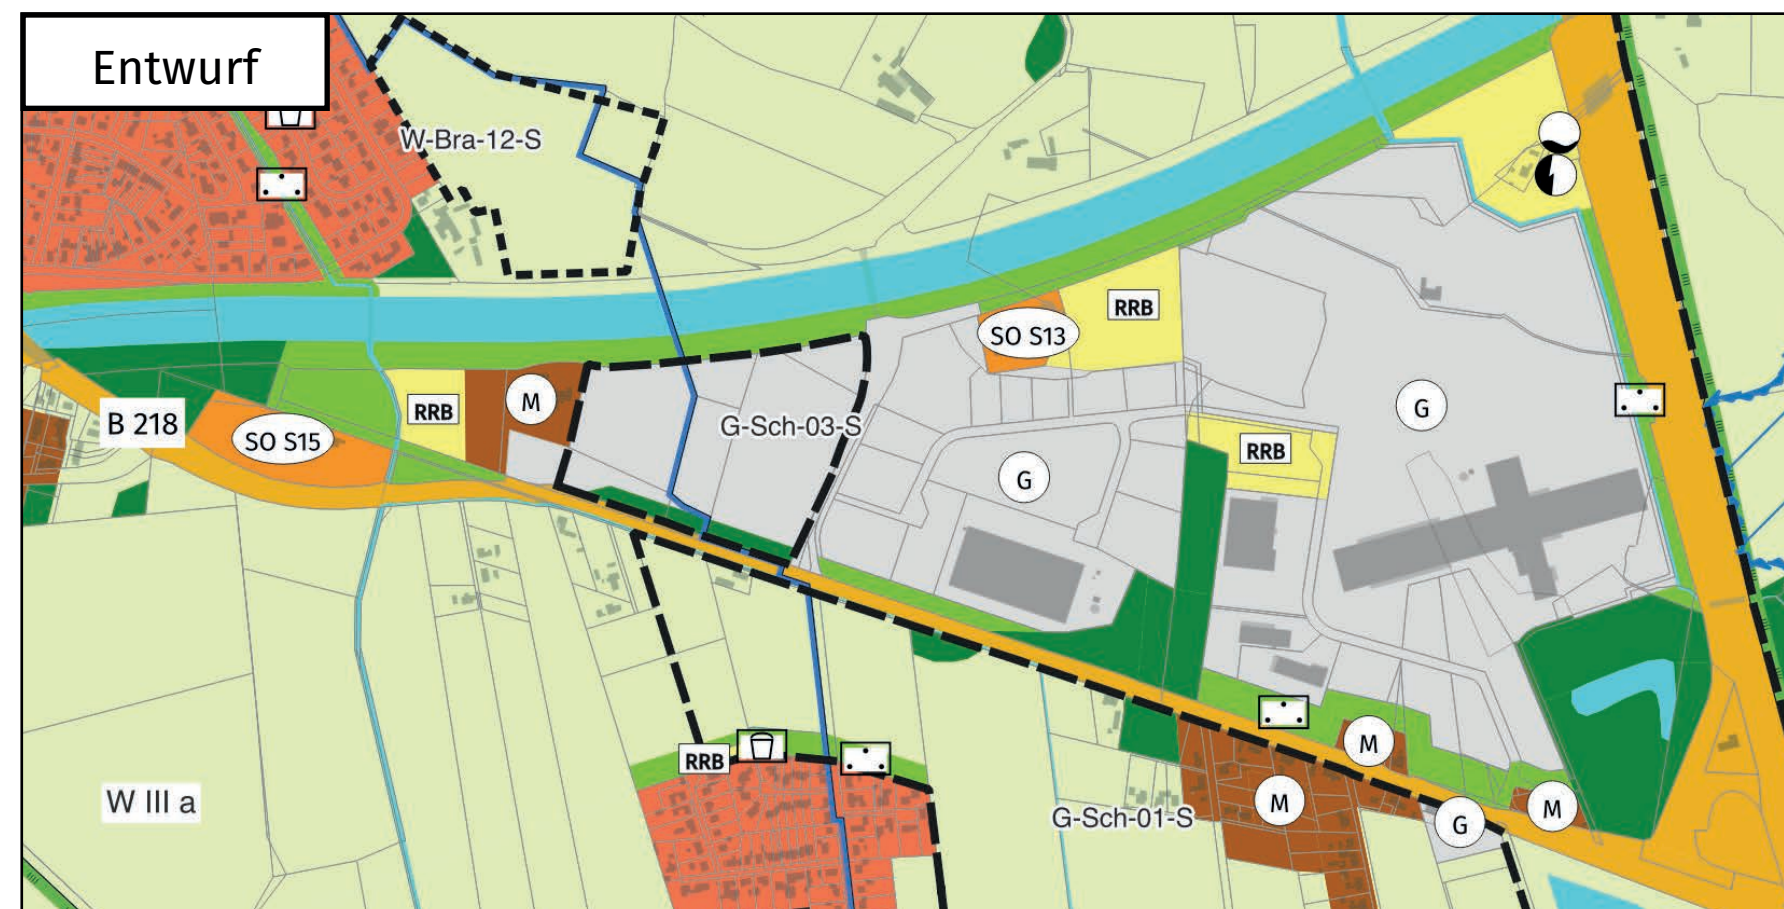 Entwurf
W-Bra-12-S
RRB
SO S13
M
RRB
G
B 218
SO S15
G-Sch-03-S
RRB
G
M
RRB
W III a
M
G-Sch-01-S
G
M